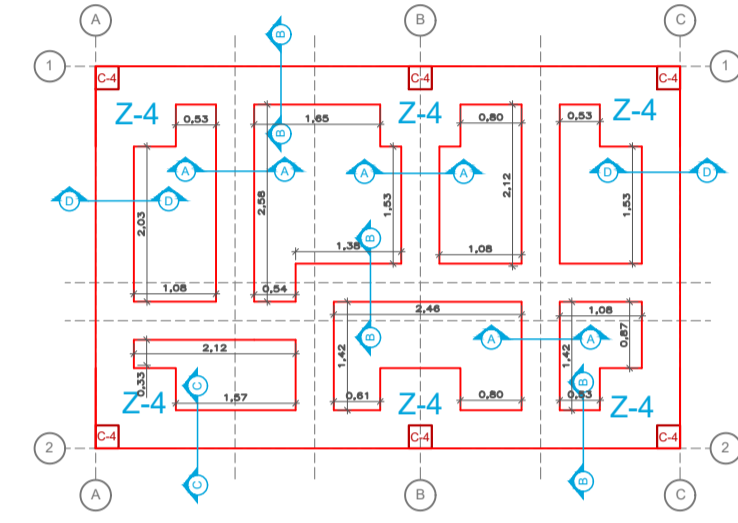 A B C
B
1 1
C-4 C-4 C-4
Z-4 Z-4 Z-4
0,53 1,65 0,80 0,53
B
A A A A D D
D D
2,03 2,58 1,53 2,12 1,53
B
1,38
1,08 0,54 1,08
2,46 1,08
2,12 B A A
0,33 1,42 1,42 0,87
C B
1,57 0,61 0,80 0,53
Z-4 Z-4 Z-4
C-4 C-4 C-4
2 2
C B
A B C